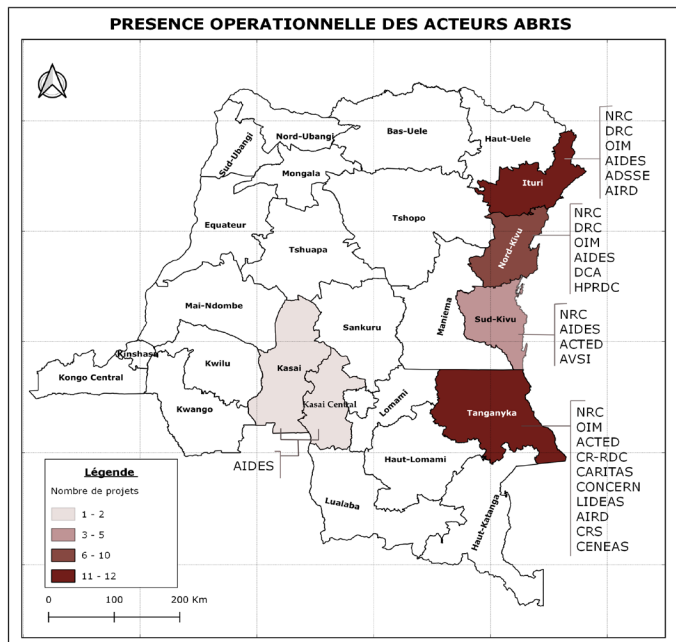 PRESENCE OPERATIONNELLE DES ACTEURS ABRIS
Nord-Ubangi
Bas-Uele
Haut-Uele
Sud-Ubangi
Mongala
Ituri
NRC
DRC
OIM
AIDES
ADSSE
AIRD
Equateur
Tshopo
Tshuapa
Nord-Kivu
NRC
DRC
OIM
AIDES
DCA
HPRDC
Mai-Ndombe
Sankuru
Maniema
Sud-Kivu
NRC
AIDES
ACTED
AVSI
Kinshasa
Kongo Central
Kwilu
Kasai
Kasai Central
Kwango
Lomami
Tanganyka
NRC
OIM
ACTED
CR-RDC
CARITAS
CONCERN
LIDEAS
AIRD
CRS
CENEAS
AIDES
Haut-Lomami
Lualaba
Haut-Katanga
Légende
Nombre de projets
1 - 2
3 - 5
6 - 10
11 - 12
0 100 200 Km